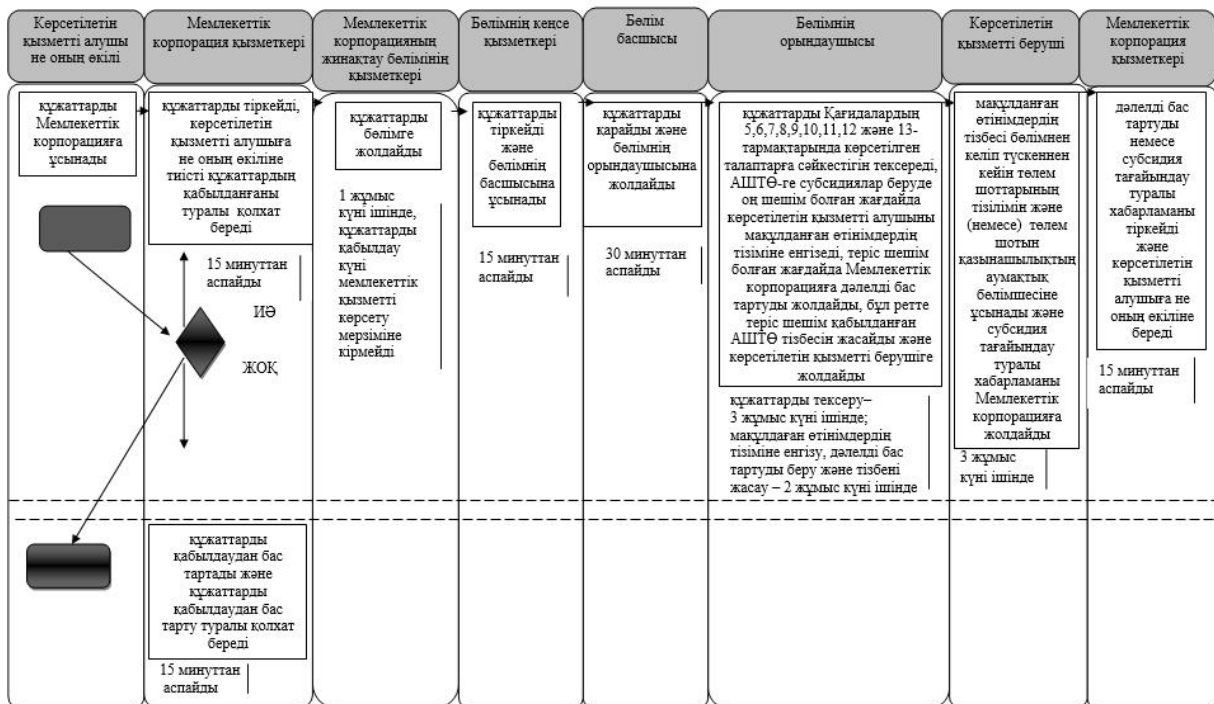 Көрсетілетін
қызметті алушы
не оның өкілі
Мемлекеттік
корпорация қызметкері
Мемлекеттік
корпорацияның
жинақтау бөлімінің
қызметкері
Бөлімнің кеңсе
қызметкері
Бөлім
басшысы
Бөлімнің
орындаушысы
Көрсетілетін
қызметті беруші
Мемлекеттік
корпорация
қызметкері
құжаттарды
Мемлекеттік
корпорацияға
ұсынады
құжаттарды тіркейді,
көрсетілетін
қызметті алушыға
не оның өкіліне
тиісті құжаттардың
қабылданғаны
туралы қолхат
береді
15 минуттан
аспайды
ИӘ
ЖОҚ
құжаттарды
бөлімге
жолдайды
1 жұмыс
күні ішінде,
құжаттарды
қабылдау
күні
мемлекеттік
қызметті
көрсету
мерзіміне
кірмейді
құжаттарды
тіркейді
және
бөлімнің
басшысына
ұсынады
15 минуттан
аспайды
құжаттарды
қарайды және
бөлімнің
орындаушысына
жолдайды
30 минуттан
аспайды
құжаттарды Қағидалардың
5,6,7,8,9,10,11,12 және 13-
тармақтарында көрсетілген
талаптарға сәйкестігін тексереді,
АШТӨ-ге субсидиялар беруде
оң шешім болған жағдайда
көрсетілетін қызметті алушыны
мақұлданған өтінімдердің
тізіміне енгізеді, теріс шешім
болған жағдайда Мемлекеттік
корпорацияға дәлелді бас
тартуды жолдайды, бұл ретте
теріс шешім қабылданған
АШТӨ тізбесін жасайды және
көрсетілетін қызметті берушіге
жолдайды
құжаттарды тексеру–
3 жұмыс күні ішінде;
мақұлдаған өтінімдердің
тізіміне енгізу, дәлелді бас
тартуды беру және тізбені
жасау – 2 жұмыс күні ішінде
мақұлданған
өтінімдердің
тізбесі бөлімнен
келіп түскеннен
кейін төлем
шоттарының
тізілімін және
(немесе) төлем
шотын
қазынашылықтың
аумақтық
бөлімшесіне
ұсынады және
субсидия
тағайындау
туралы
хабарламаны
Мемлекеттік
корпорацияға
жолдайды
3 жұмыс
күні ішінде
дәлелді бас
тартуды
немесе
субсидия
тағайындау
туралы
хабарламаны
тіркейді
және
көрсетілетін
қызметті
алушыға не
оның өкіліне
береді
15 минуттан
аспайды
құжаттарды
қабылдаудан бас
тартады және
құжаттарды
қабылдаудан бас
тарту туралы қолхат
береді
15 минуттан
аспайды